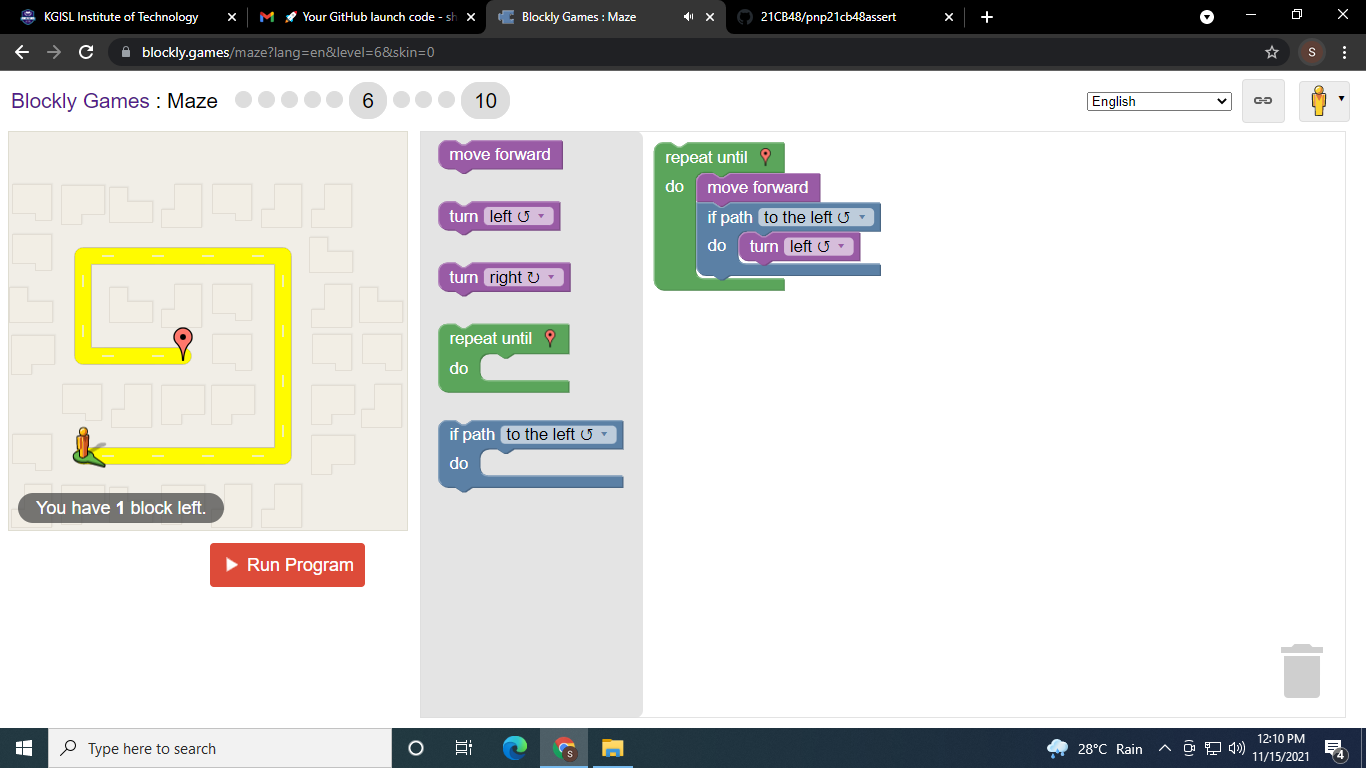 KGISL Institute of Technology
🚀 Your GitHub launch code - sh
Blockly Games : Maze
21CB48/pnp21cb48assert
blockly.games/maze?lang=en&level=6&skin=0
S
Blockly Games : Maze
6
10
English
move forward
turn left ↺
turn right ↻
repeat until
do
if path to the left ↺
do
repeat until
do
move forward
if path to the left ↺
do
turn left ↺
You have 1 block left.
Run Program
Type here to search
S
28°C Rain
12:10 PM
11/15/2021
4